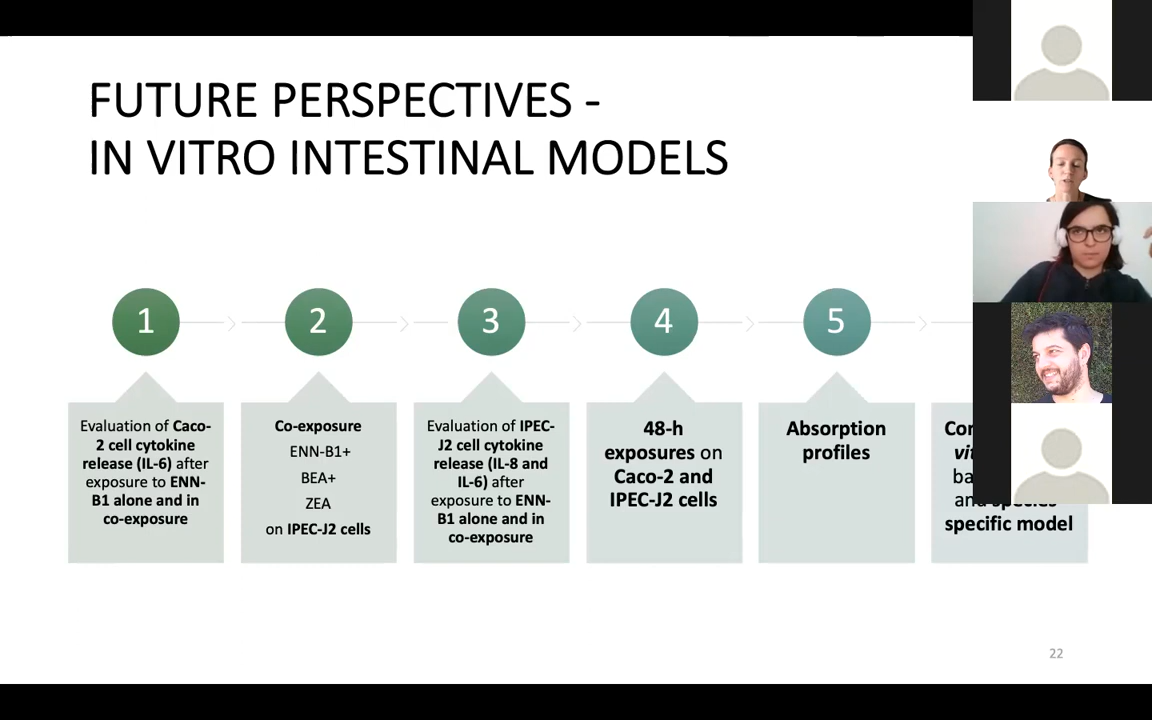 FUTURE PERSPECTIVES -
IN VITRO INTESTINAL MODELS
1
2
3
4
5
Evaluation of Caco-
2 cell cytokine
release (IL-6) after
exposure to ENN-
B1 alone and in
co-exposure
Co-exposure
ENN-B1+
BEA+
ZEA
on IPEC-J2 cells
Evaluation of IPEC-
J2 cell cytokine
release (IL-8 and
IL-6) after
exposure to ENN-
B1 alone and in
co-exposure
48-h
exposures on
Caco-2 and
IPEC-J2 cells
Absorption
profiles
and species
specific model
22